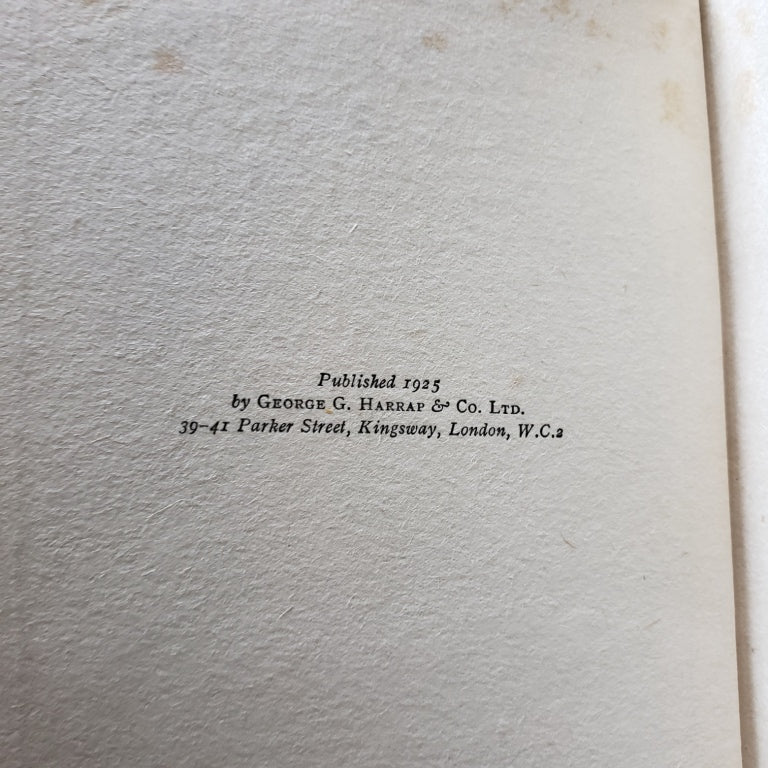 Published 1925
by GEORGE G. HARRAP & CO. LTD.
39–41 Parker Street, Kingsway, London, W.C.2